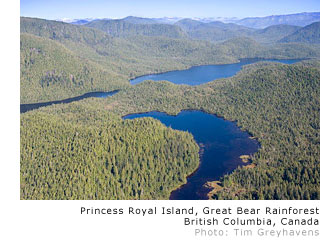 Princess Royal Island, Great Bear Rainforest
British Columbia, Canada
Photo: Tim Greyhavens